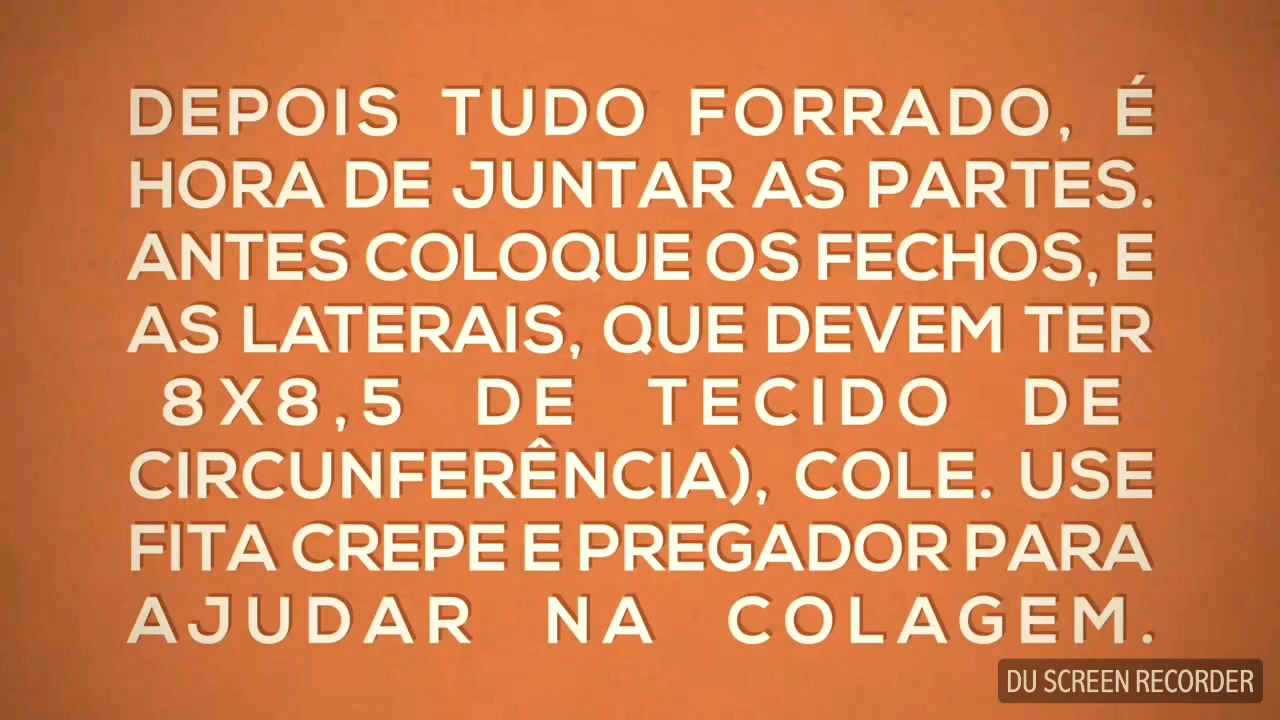 DEPOIS TUDO FORRADO, É
HORA DE JUNTAR AS PARTES.
ANTES COLOQUE OS FECHOS, E
AS LATERAIS, QUE DEVEM TER
8X8,5 DE TECIDO DE
CIRCUNFERÊNCIA), COLE. USE
FITA CREPE E PREGADOR PARA
AJUDAR NA COLAGEM.
DU SCREEN RECORDER